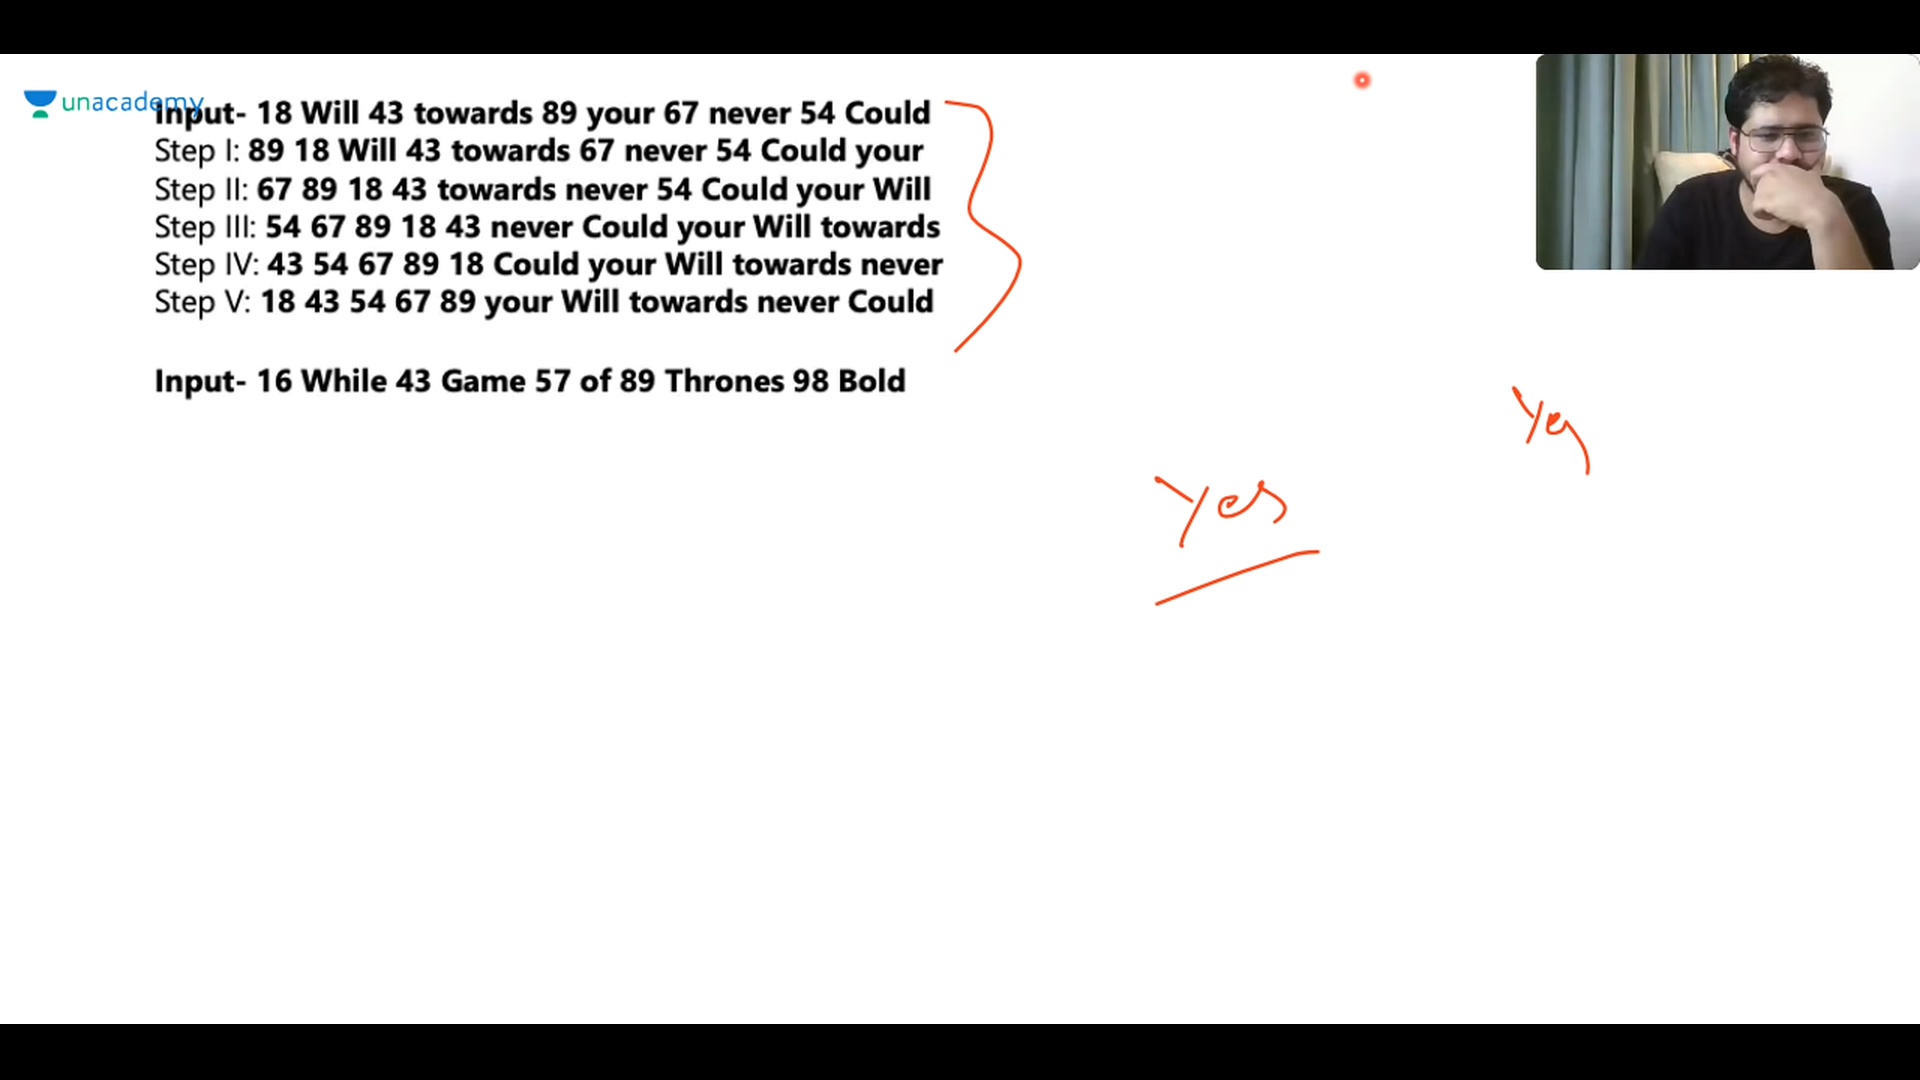 unacademy
Input- 18 Will 43 towards 89 your 67 never 54 Could
Step I: 89 18 Will 43 towards 67 never 54 Could your
Step II: 67 89 18 43 towards never 54 Could your Will
Step III: 54 67 89 18 43 never Could your Will towards
Step IV: 43 54 67 89 18 Could your Will towards never
Step V: 18 43 54 67 89 your Will towards never Could
Input- 16 While 43 Game 57 of 89 Thrones 98 Bold
Yes
Yes